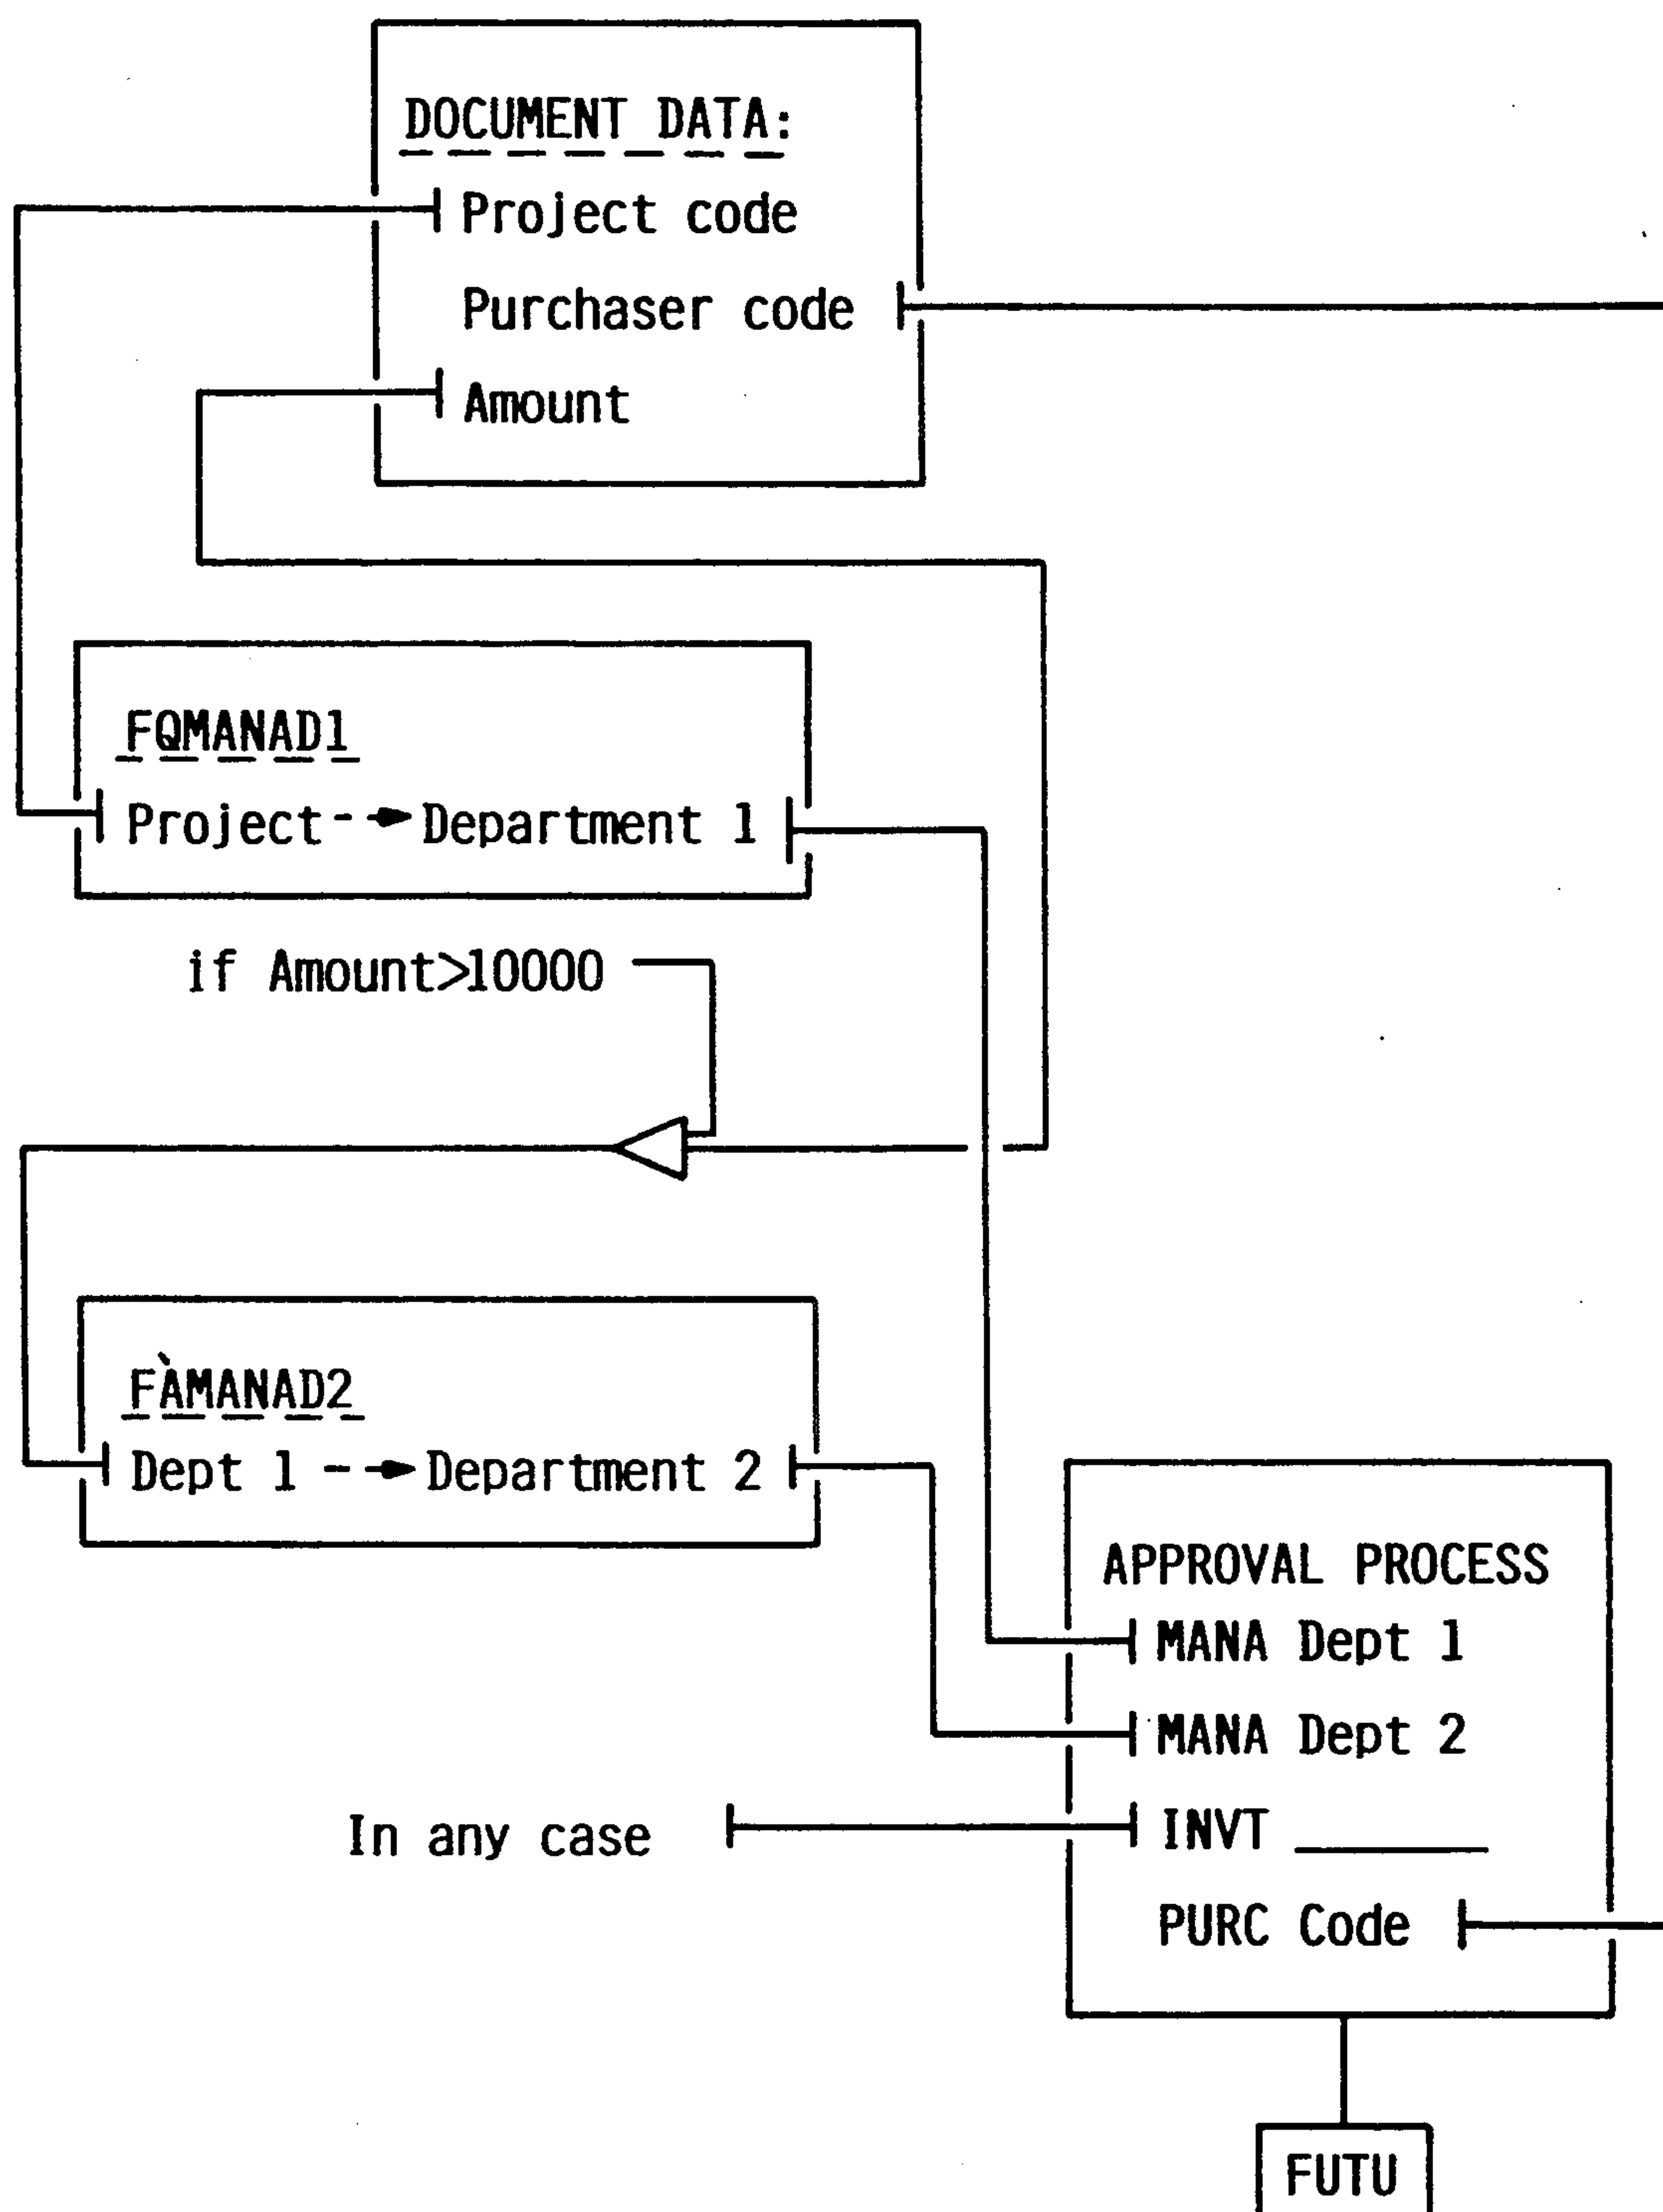 DOCUMENT DATA:
Project code
Purchaser code
Amount
FQMANAD1
Project --► Department 1
if Amount>10000
FÀMANAD2
Dept 1 --► Department 2
APPROVAL PROCESS
MANA Dept 1
MANA Dept 2
In any case
INVT ________
PURC Code
FUTU